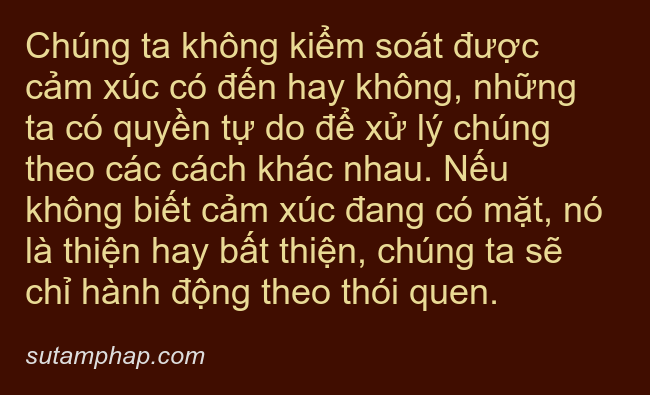 Chúng ta không kiểm soát được
cảm xúc có đến hay không, những
ta có quyền tự do để xử lý chúng
theo các cách khác nhau. Nếu
không biết cảm xúc đang có mặt, nó
là thiện hay bất thiện, chúng ta sẽ
chỉ hành động theo thói quen.
sutamphap.com